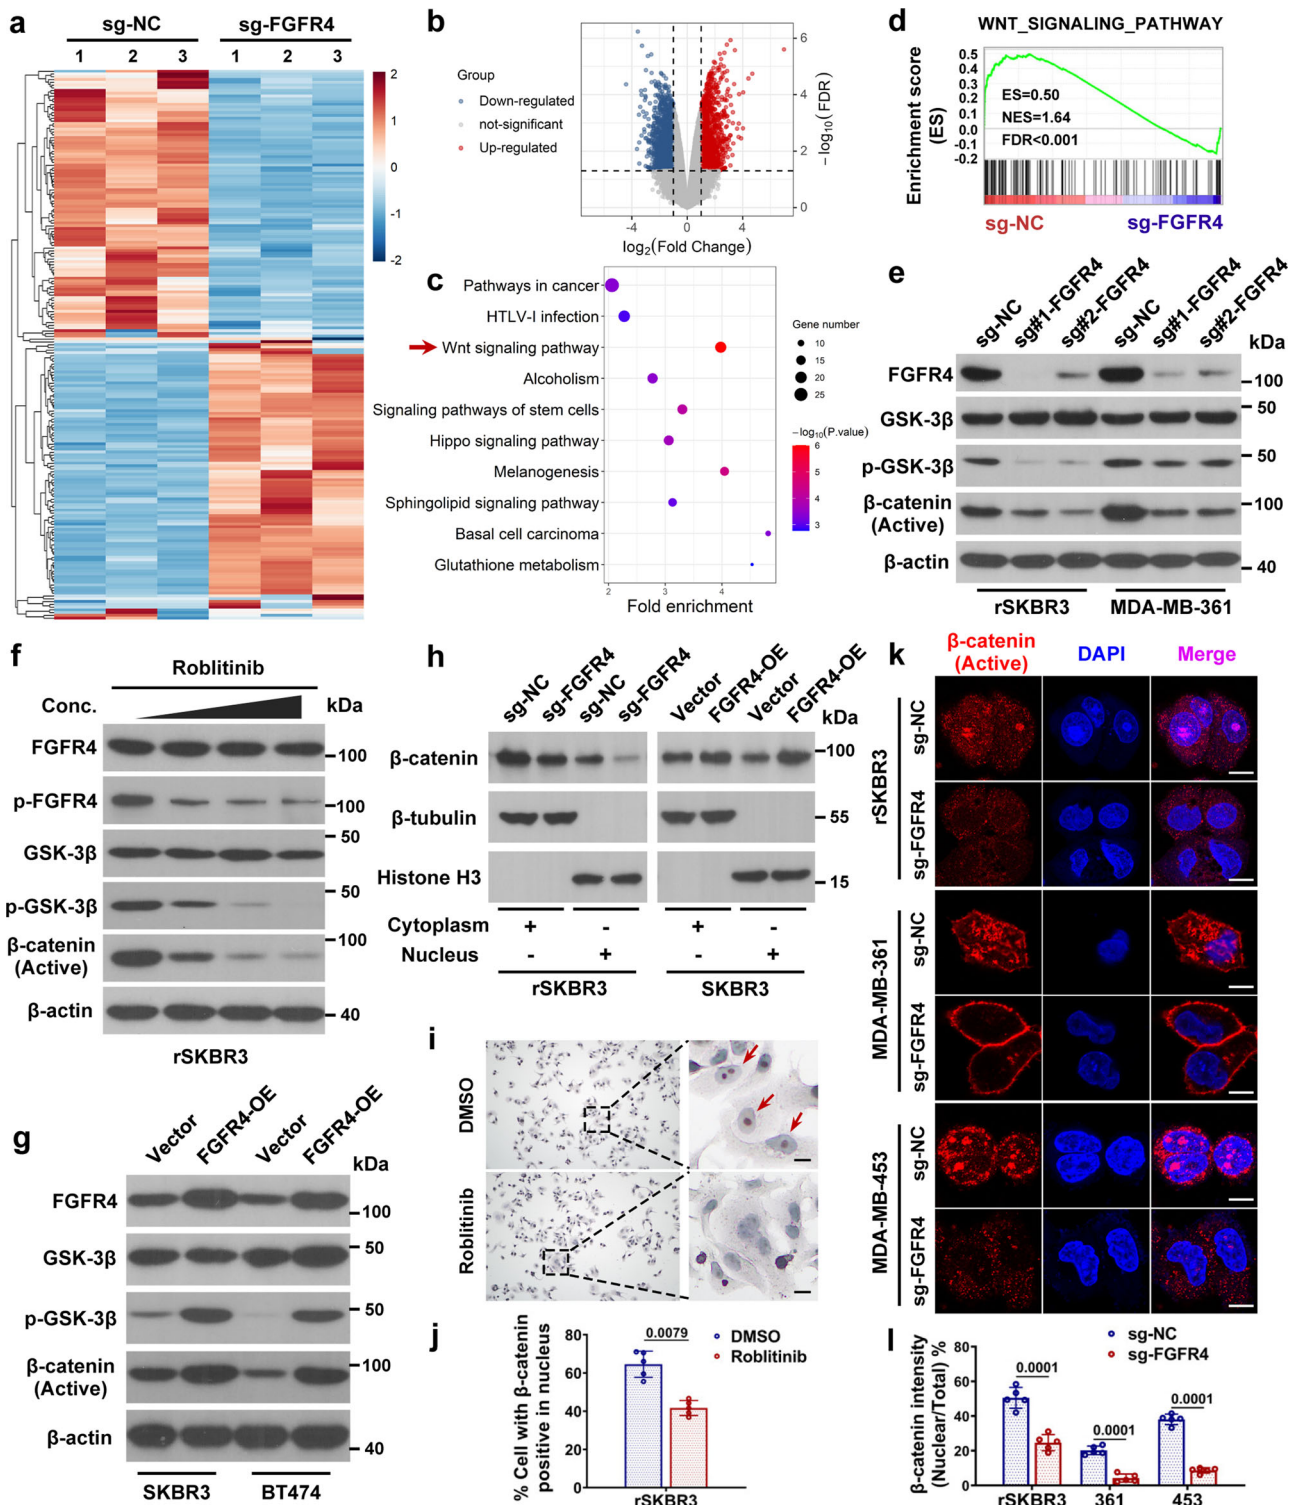 a
sg-NC
sg-FGFR4
1 2 3 1 2 3
2
1
0
-1
-2
b
Group
Down-regulated
not-significant
Up-regulated
6
4
2
0
−log10(FDR)
-4 0 4
log2(Fold Change)
c
Pathways in cancer
HTLV-I infection
Wnt signaling pathway
Alcoholism
Signaling pathways of stem cells
Hippo signaling pathway
Melanogenesis
Sphingolipid signaling pathway
Basal cell carcinoma
Glutathione metabolism
2 3 4
Fold enrichment
Gene number
10
15
20
25
−log10(P.value)
6
5
4
3
d
WNT_SIGNALING_PATHWAY
Enrichment score
(ES)
0.5
0.4
0.3
0.2
0.1
0.0
-0.1
-0.2
ES=0.50
NES=1.64
FDR<0.001
sg-NC
sg-FGFR4
e
sg-NC
sg#1-FGFR4
sg#2-FGFR4
sg-NC
sg#1-FGFR4
sg#2-FGFR4
kDa
FGFR4
100
GSK-3β
50
p-GSK-3β
50
β-catenin
(Active)
100
β-actin
40
rSKBR3
MDA-MB-361
f
Roblitinib
Conc.
kDa
FGFR4
100
p-FGFR4
100
GSK-3β
50
p-GSK-3β
50
β-catenin
(Active)
100
β-actin
40
rSKBR3
g
Vector
FGFR4-OE
Vector
FGFR4-OE
kDa
FGFR4
100
GSK-3β
50
p-GSK-3β
50
β-catenin
(Active)
100
β-actin
40
SKBR3
BT474
h
sg-NC
sg-FGFR4
sg-NC
sg-FGFR4
Vector
FGFR4-OE
Vector
FGFR4-OE
kDa
β-catenin
100
β-tubulin
55
Histone H3
15
Cytoplasm + - + -
Nucleus - + - +
rSKBR3
SKBR3
i
DMSO
Roblitinib
j
% Cell with β-catenin
positive in nucleus
80
60
40
20
0
0.0079
DMSO
Roblitinib
rSKBR3
k
β-catenin
(Active)
DAPI
Merge
rSKBR3
sg-NC
sg-FGFR4
MDA-MB-361
sg-NC
sg-FGFR4
MDA-MB-453
sg-NC
sg-FGFR4
l
β-catenin intensity
(Nuclear/Total) %
80
60
40
20
0
0.0001
0.0001
0.0001
sg-NC
sg-FGFR4
rSKBR3 361 453